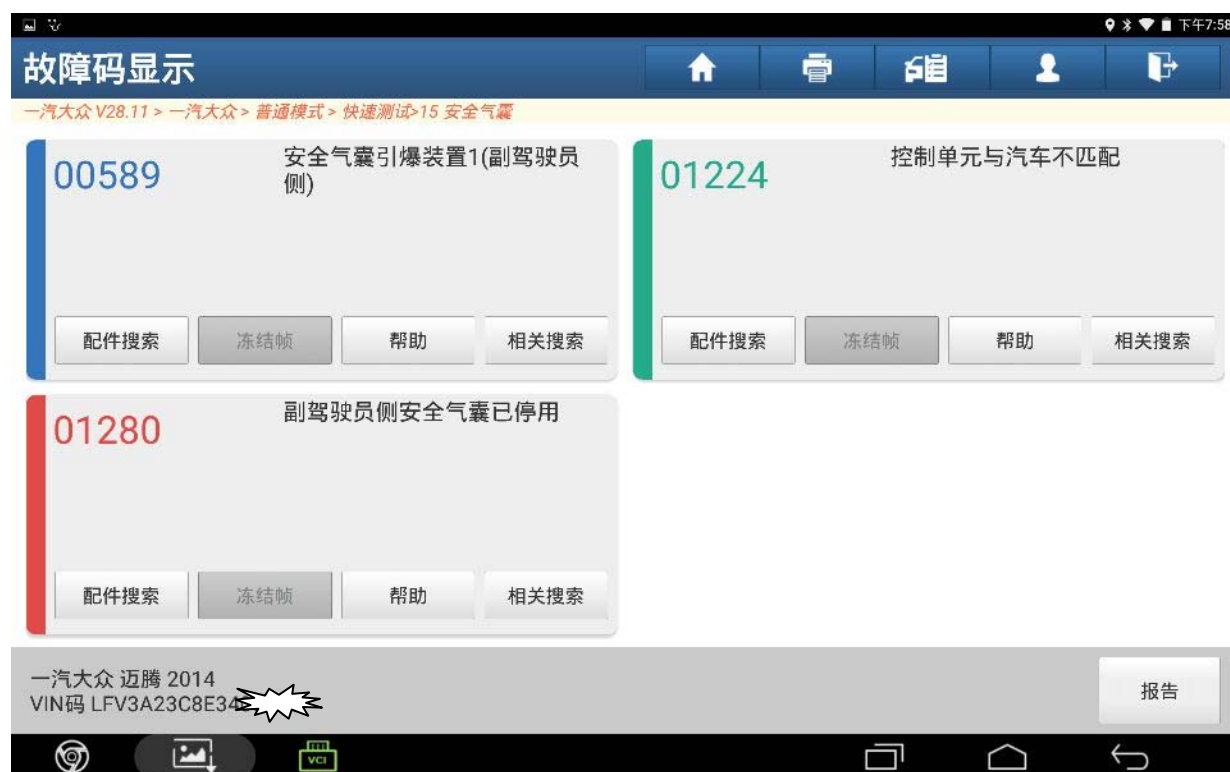 下午7:58
故障码显示
一汽大众 V28.11 > 一汽大众 > 普通模式 > 快速测试>15 安全气囊
00589
安全气囊引爆装置1(副驾驶员
侧)
配件搜索 冻结帧 帮助 相关搜索
01224
控制单元与汽车不匹配
配件搜索 冻结帧 帮助 相关搜索
01280
副驾驶员侧安全气囊已停用
配件搜索 冻结帧 帮助 相关搜索
一汽大众 迈腾 2014
VIN码 LFV3A23C8E34
报告
VCI